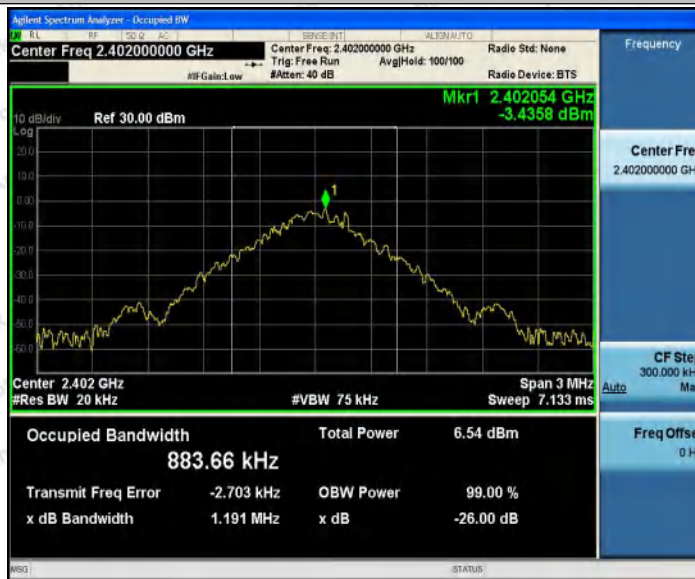 Agilent Spectrum Analyzer - Occupied BW
RL RF 50 Ω AC SENSE:INT ALIGN AUTO
Center Freq 2.402000000 GHz
Center Freq: 2.402000000 GHz
Radio Std: None
Trig: Free Run Avg|Hold: 100/100
#IFGain:Low #Atten: 40 dB Radio Device: BTS
Frequency
Mkr1 2.402054 GHz
-3.4358 dBm
10 dB/div Ref 30.00 dBm
Log
20.0
10.0
0.00
-10.0
-20.0
-30.0
-40.0
-50.0
-60.0
1
Center 2.402 GHz Span 3 MHz
#Res BW 20 kHz #VBW 75 kHz Sweep 7.133 ms
Occupied Bandwidth Total Power 6.54 dBm
883.66 kHz
Transmit Freq Error -2.703 kHz OBW Power 99.00 %
x dB Bandwidth 1.191 MHz x dB -26.00 dB
Center Fre
2.402000000 GH
CF Ste
300.000 kH
Auto Ma
Freq Offse
0 H
MSG STATUS